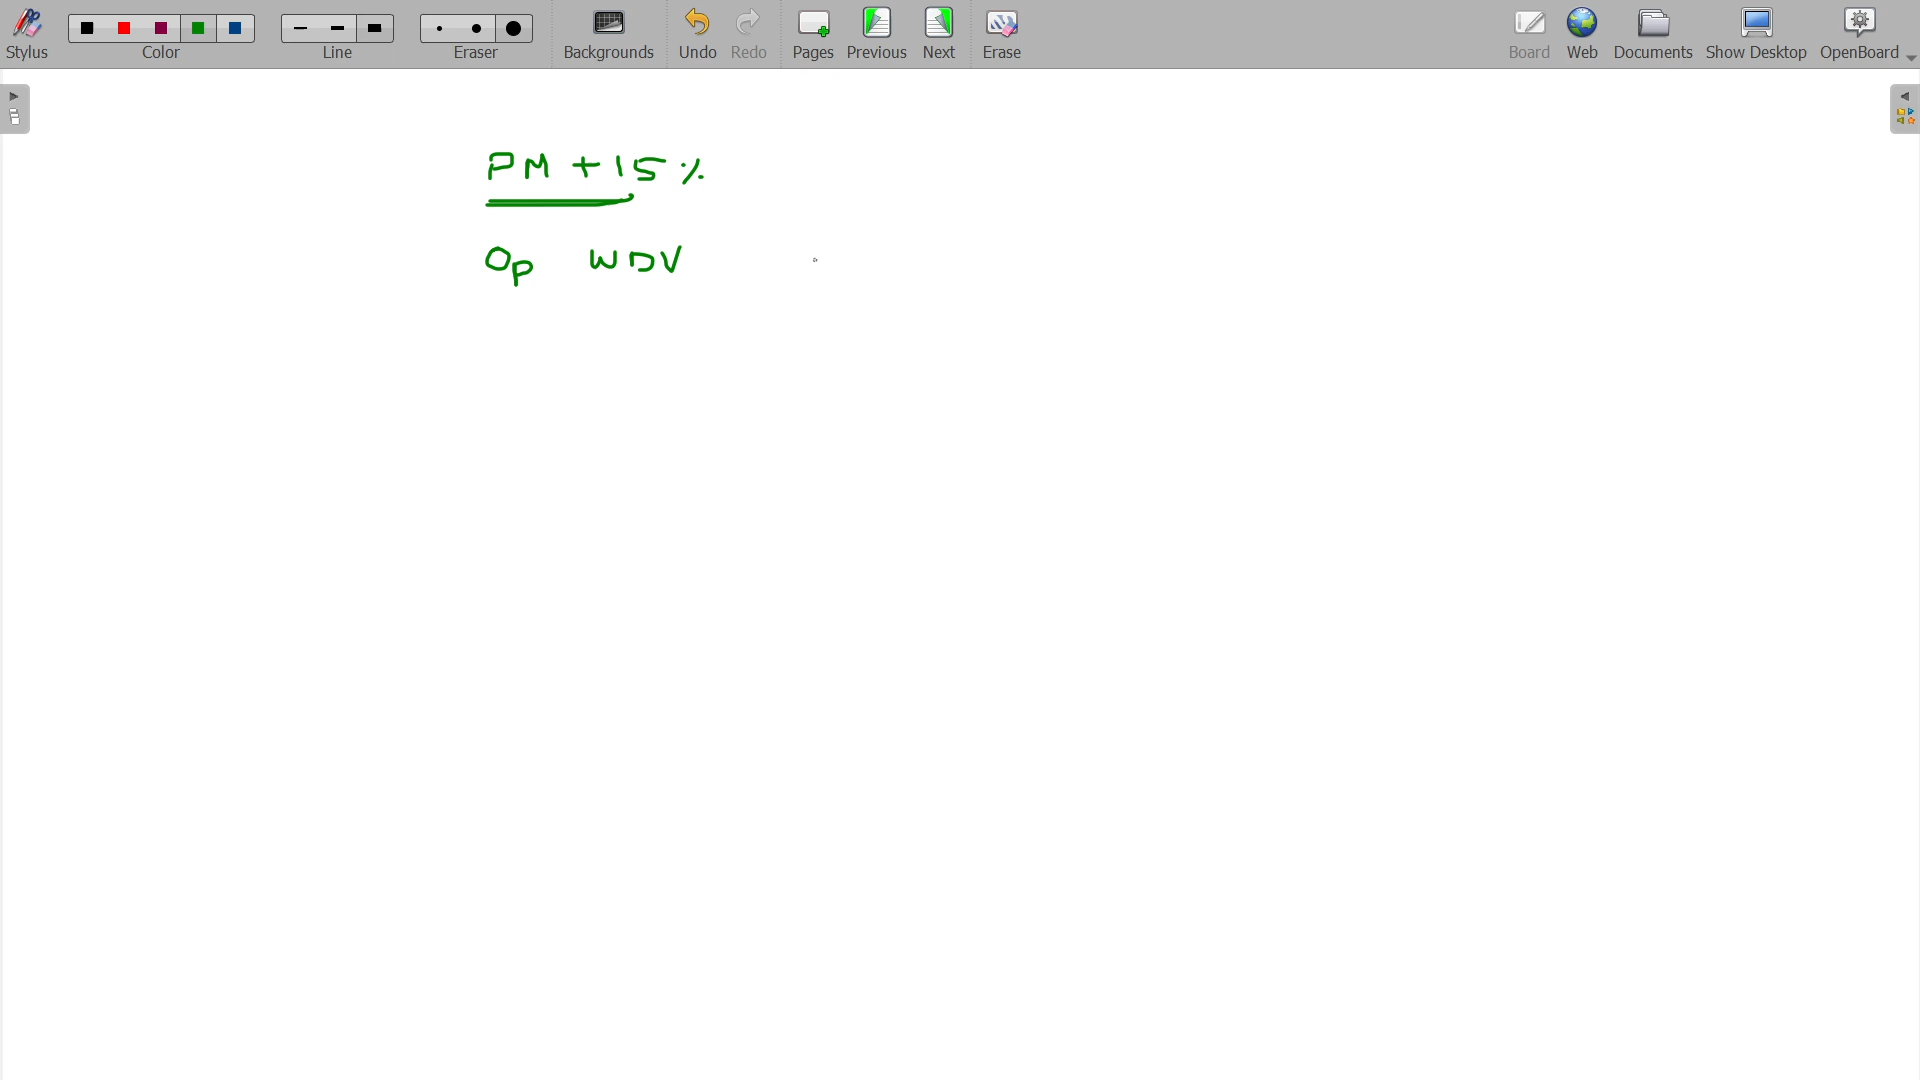 Stylus Color Line Eraser Backgrounds Undo Redo Pages Previous Next Erase Board Web Documents Show Desktop OpenBoard
PM + 15 %
Op WDV